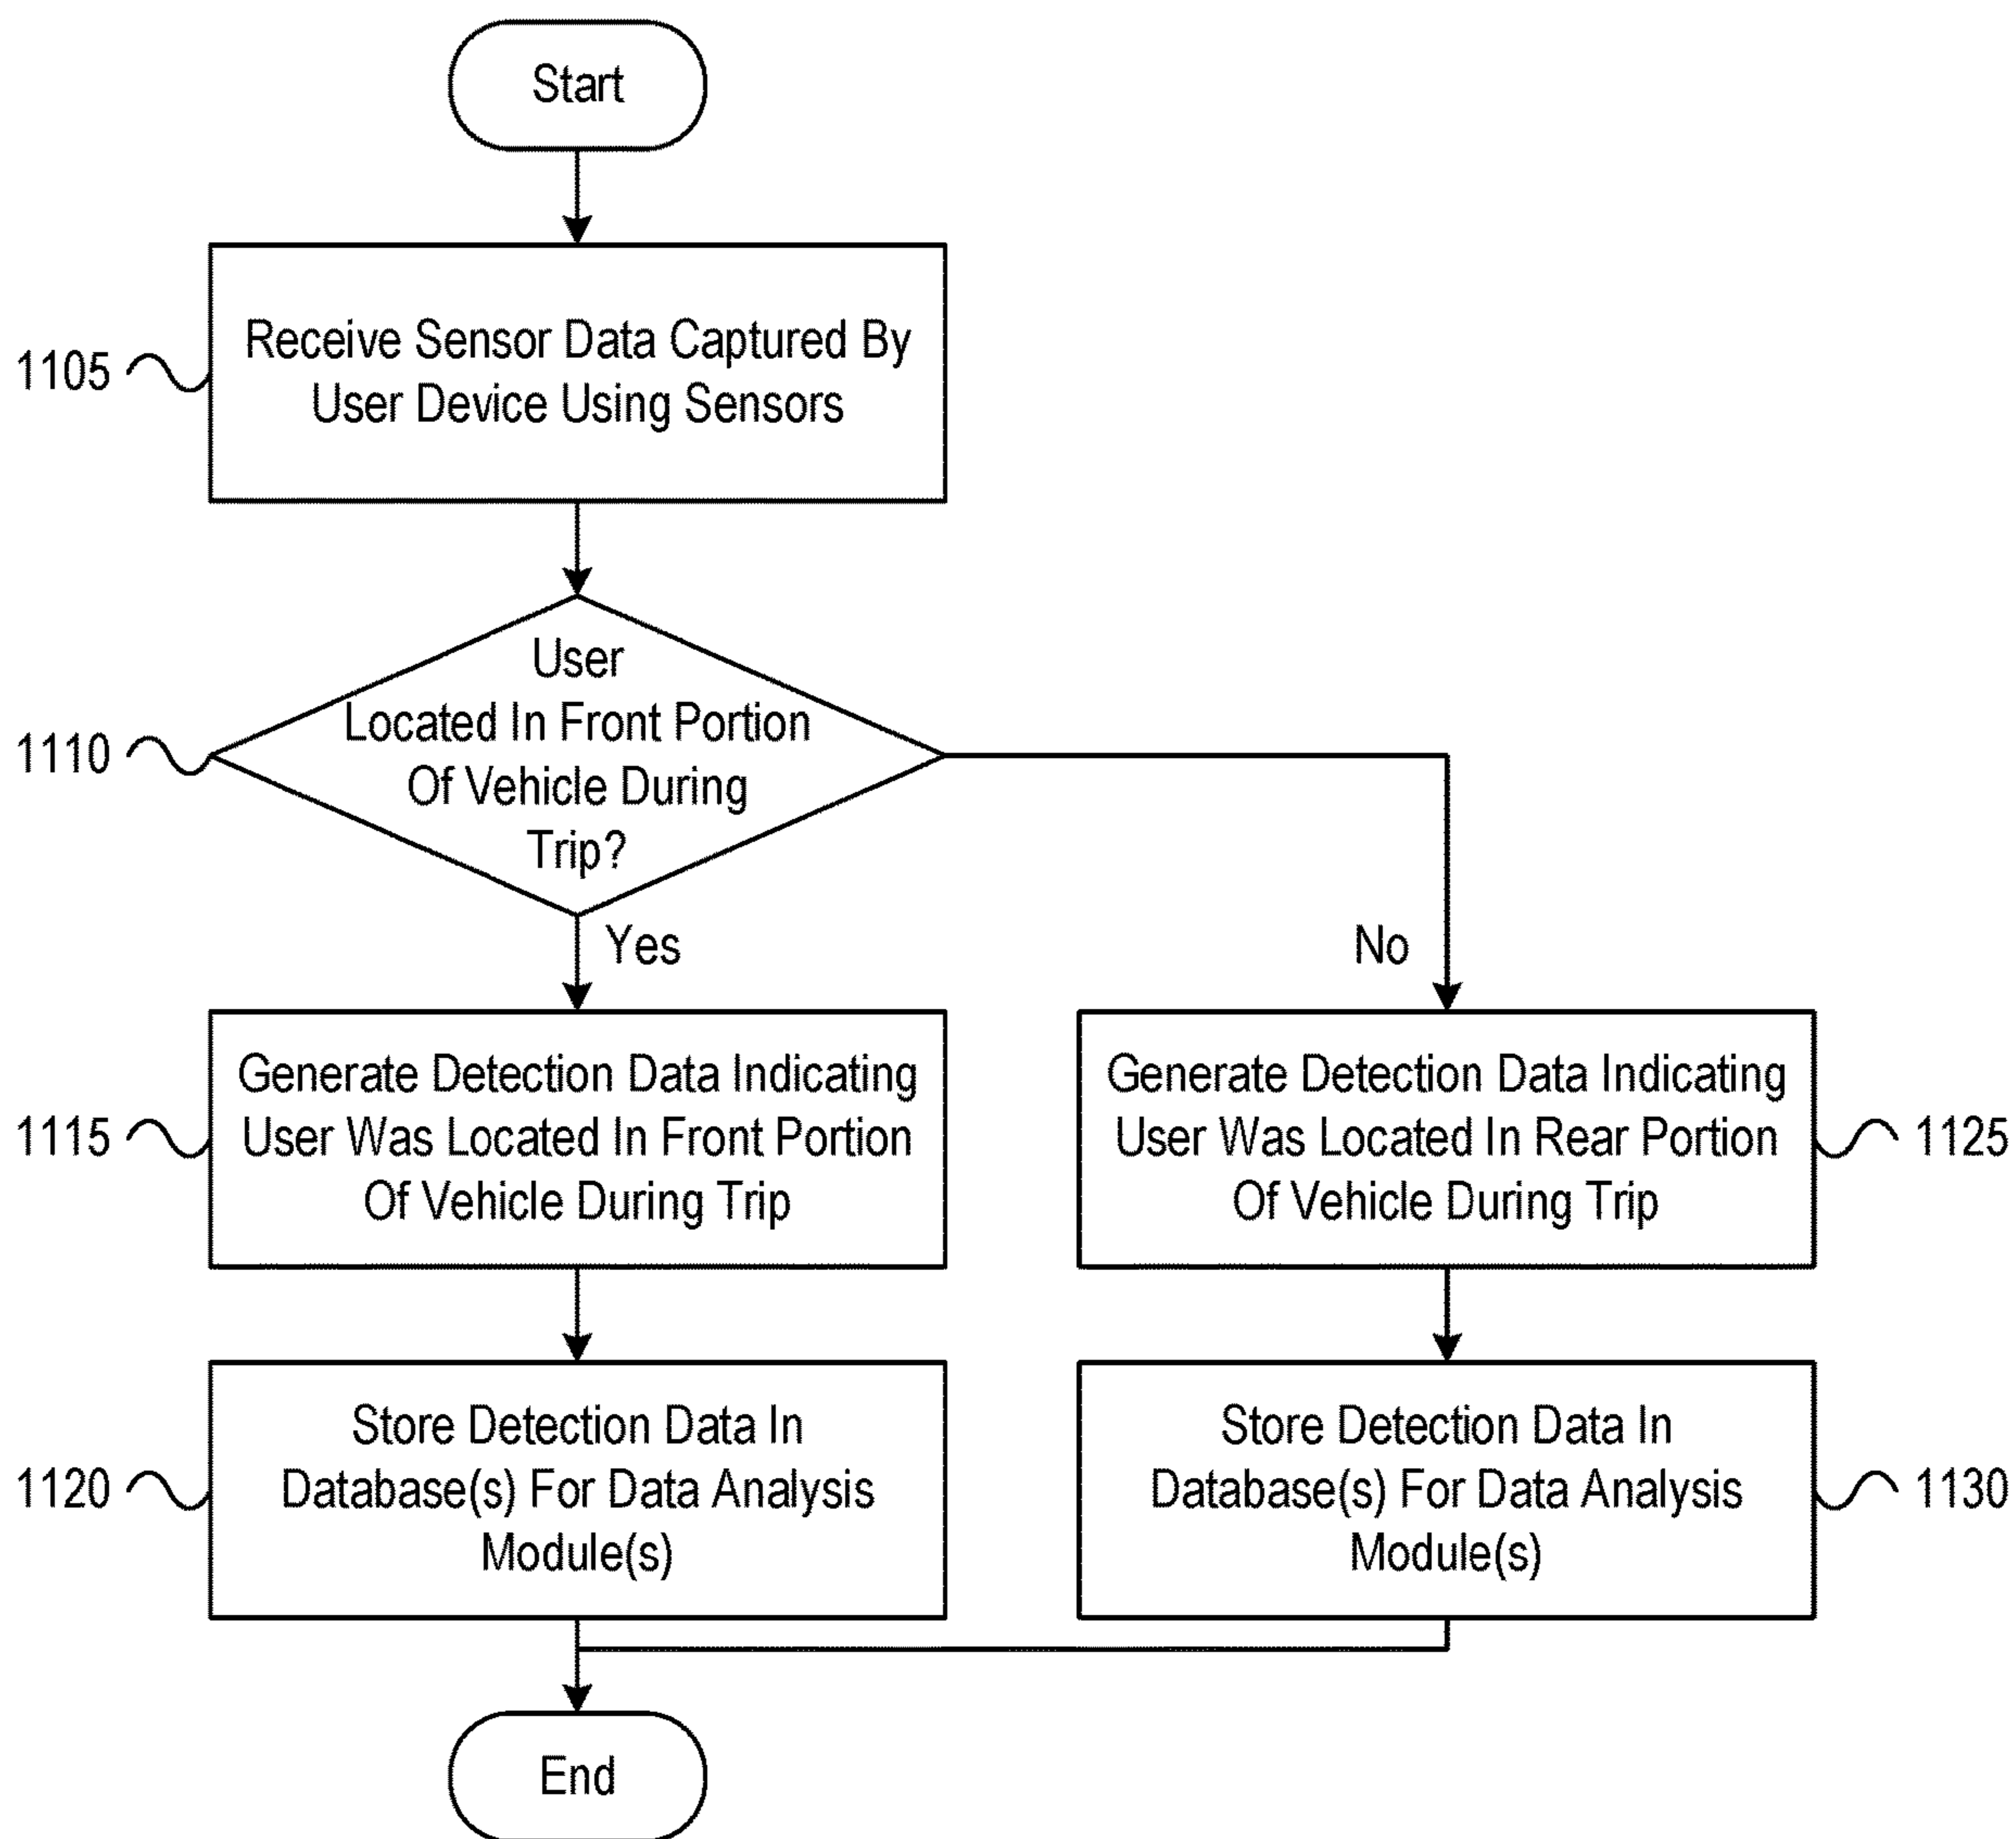 Start
1105
Receive Sensor Data Captured By
User Device Using Sensors
1110
User
Located In Front Portion
Of Vehicle During
Trip?
Yes
No
1115
Generate Detection Data Indicating
User Was Located In Front Portion
Of Vehicle During Trip
Generate Detection Data Indicating
User Was Located In Rear Portion
Of Vehicle During Trip
1125
1120
Store Detection Data In
Database(s) For Data Analysis
Module(s)
Store Detection Data In
Database(s) For Data Analysis
Module(s)
1130
End